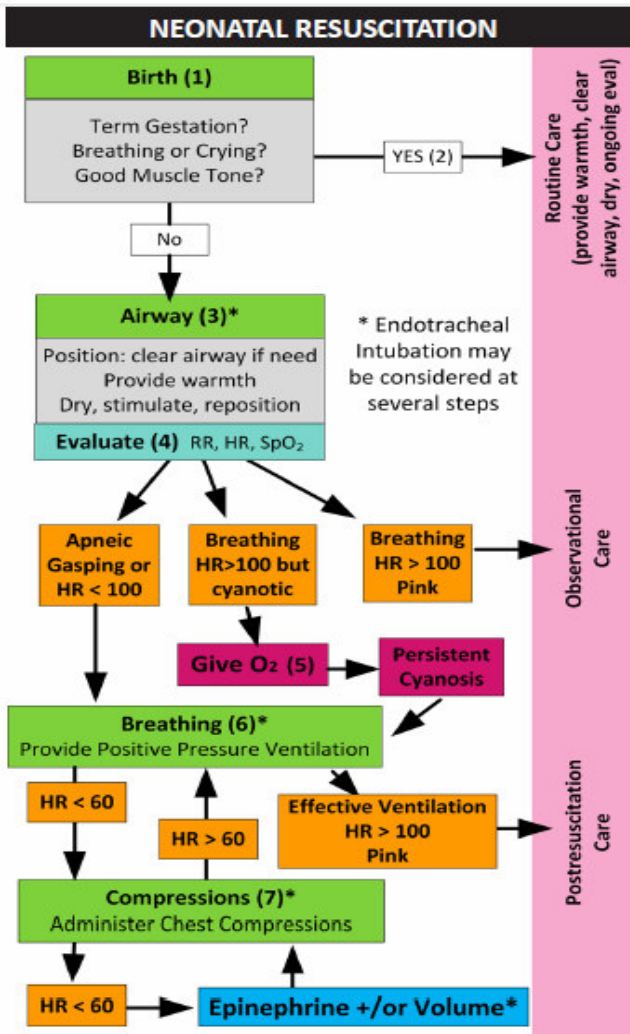 NEONATAL RESUSCITATION
Birth (1)
Term Gestation?
Breathing or Crying?
Good Muscle Tone?
YES (2)
Routine Care
(provide warmth, clear
airway, dry, ongoing eval)
No
Airway (3)*
Position: clear airway if need
Provide warmth
Dry, stimulate, reposition
* Endotracheal
Intubation may
be considered at
several steps
Evaluate (4) RR, HR, SpO₂
Apneic
Gasping or
HR < 100
Breathing
HR>100 but
cyanotic
Breathing
HR > 100
Pink
Observational
Care
Give O₂ (5)
Persistent
Cyanosis
Breathing (6)*
Provide Positive Pressure Ventilation
HR < 60
HR > 60
Effective Ventilation
HR > 100
Pink
Postresuscitation
Care
Compressions (7)*
Administer Chest Compressions
HR < 60
Epinephrine +/or Volume*